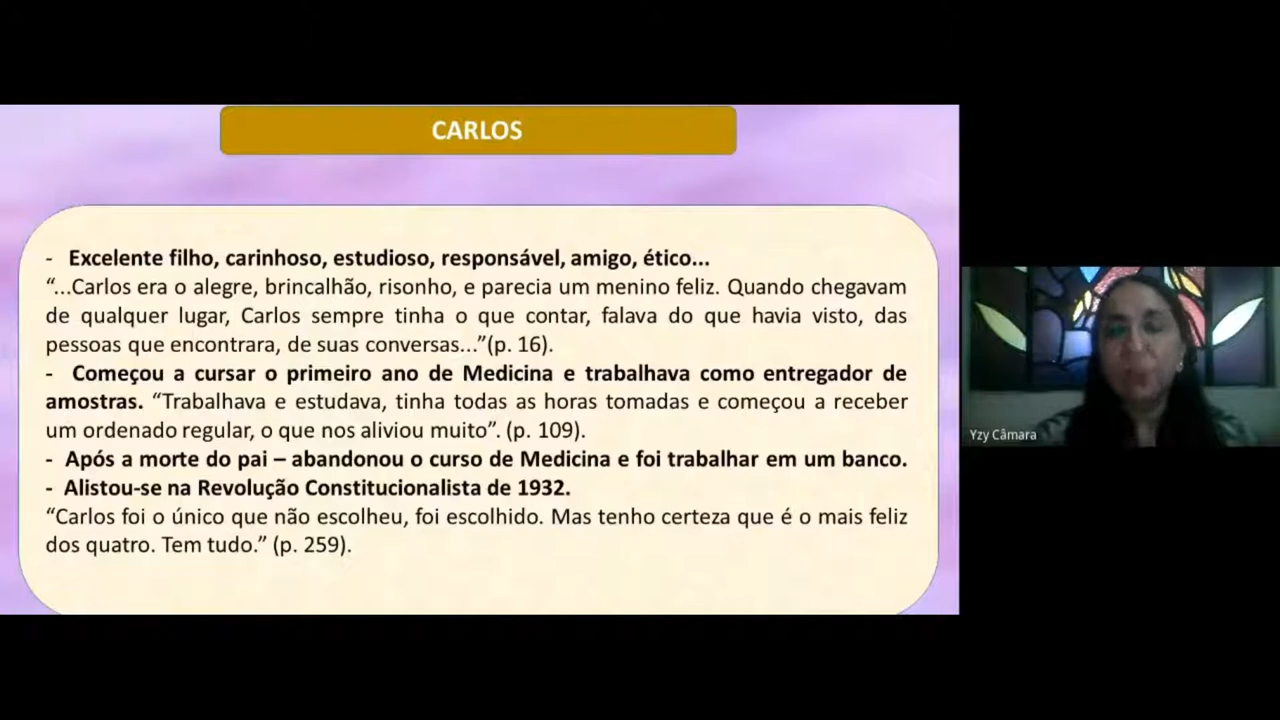 CARLOS
- Excelente filho, carinhoso, estudioso, responsável, amigo, ético...
“...Carlos era o alegre, brincalhão, risonho, e parecia um menino feliz. Quando chegavam
de qualquer lugar, Carlos sempre tinha o que contar, falava do que havia visto, das
pessoas que encontrara, de suas conversas...”(p. 16).
- Começou a cursar o primeiro ano de Medicina e trabalhava como entregador de
amostras. “Trabalhava e estudava, tinha todas as horas tomadas e começou a receber
um ordenado regular, o que nos aliviou muito”. (p. 109).
- Após a morte do pai – abandonou o curso de Medicina e foi trabalhar em um banco.
- Alistou-se na Revolução Constitucionalista de 1932.
“Carlos foi o único que não escolheu, foi escolhido. Mas tenho certeza que é o mais feliz
dos quatro. Tem tudo.” (p. 259).
Yzy Câmara